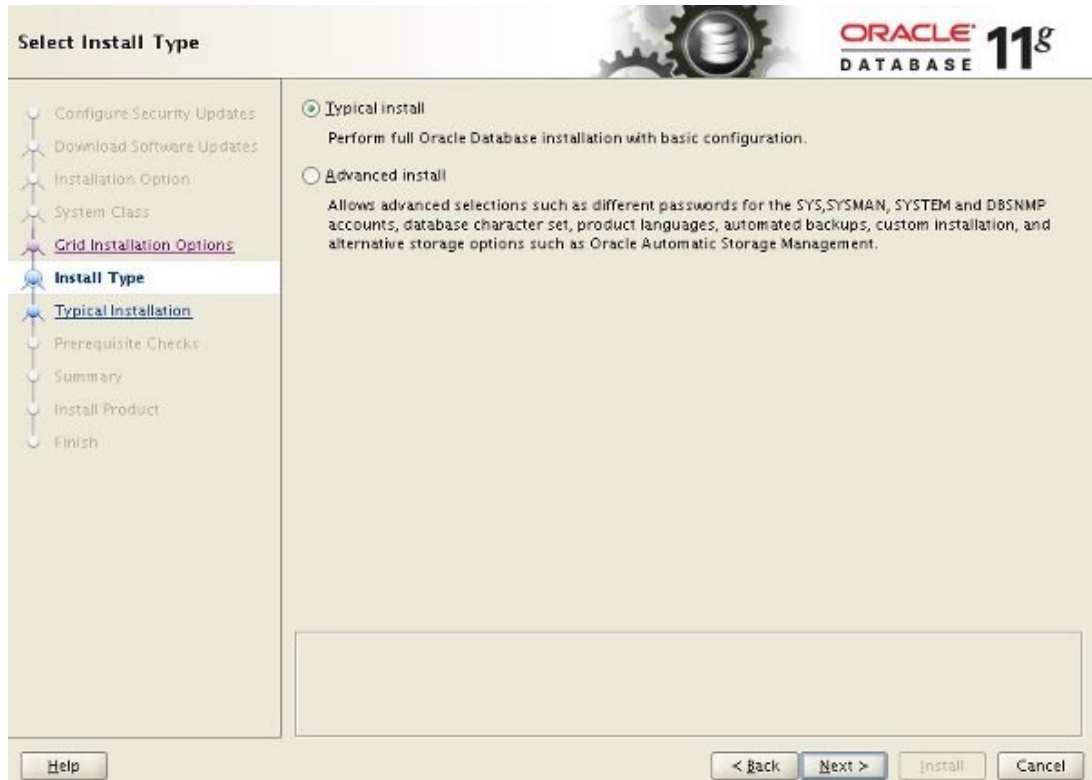 Select Install Type
ORACLE
DATABASE
11g
Configure Security Updates
Download Software Updates
Installation Option
System Class
Grid Installation Options
Install Type
Typical Installation
Prerequisite Checks
Summary
Install Product
Finish
Typical install
Perform full Oracle Database installation with basic configuration.
Advanced install
Allows advanced selections such as different passwords for the SYS,SYSMAN, SYSTEM and DBSNMP
accounts, database character set, product languages, automated backups, custom installation, and
alternative storage options such as Oracle Automatic Storage Management.
Help
< Back
Next >
Install
Cancel